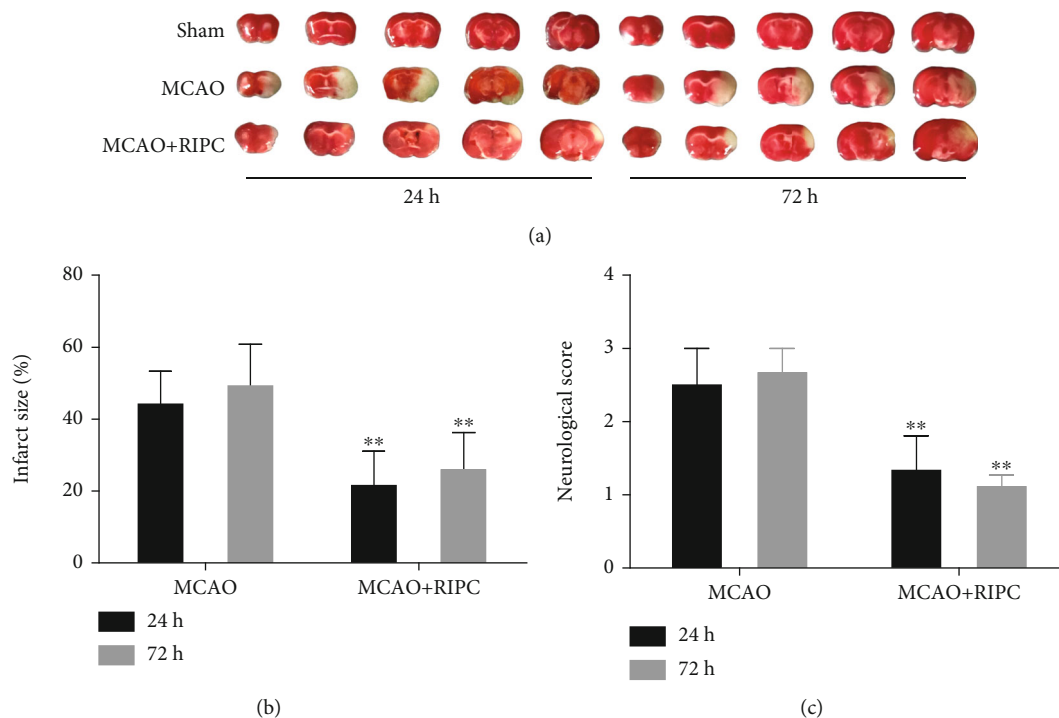 Sham
MCAO
MCAO+RIPC
24 h
72 h
(a)
80
60
40
20
0
Infarct size (%)
**
**
MCAO
MCAO+RIPC
24 h
72 h
(b)
4
3
2
1
0
Neurological score
**
**
MCAO
MCAO+RIPC
24 h
72 h
(c)